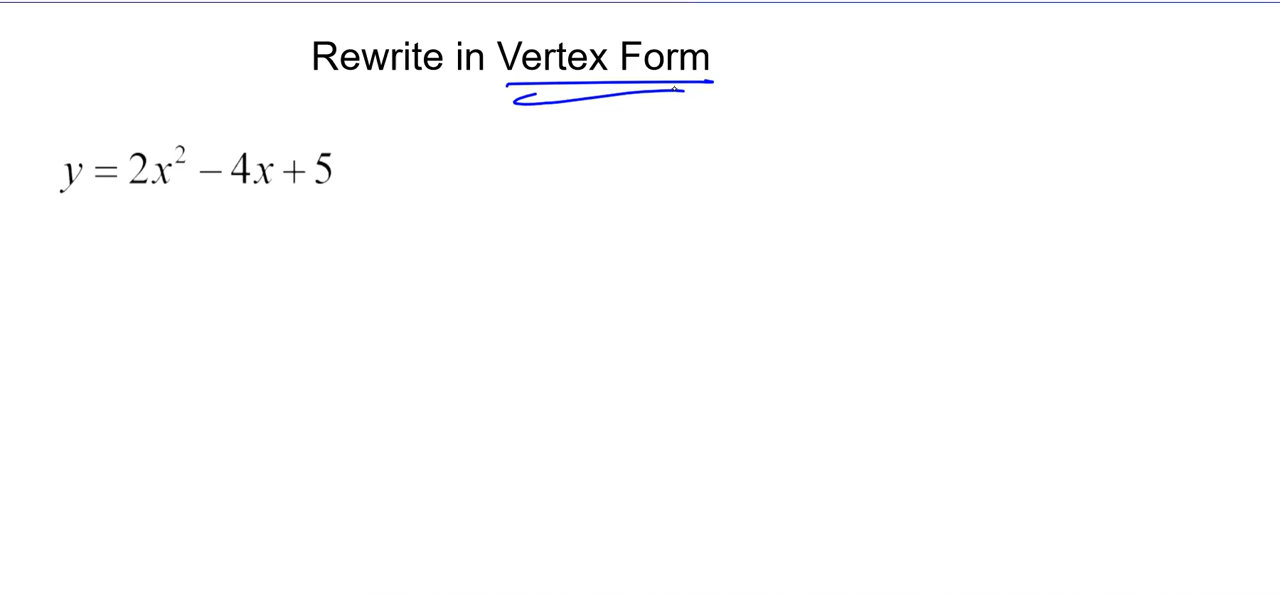 Rewrite in Vertex Form
y = 2x² − 4x + 5